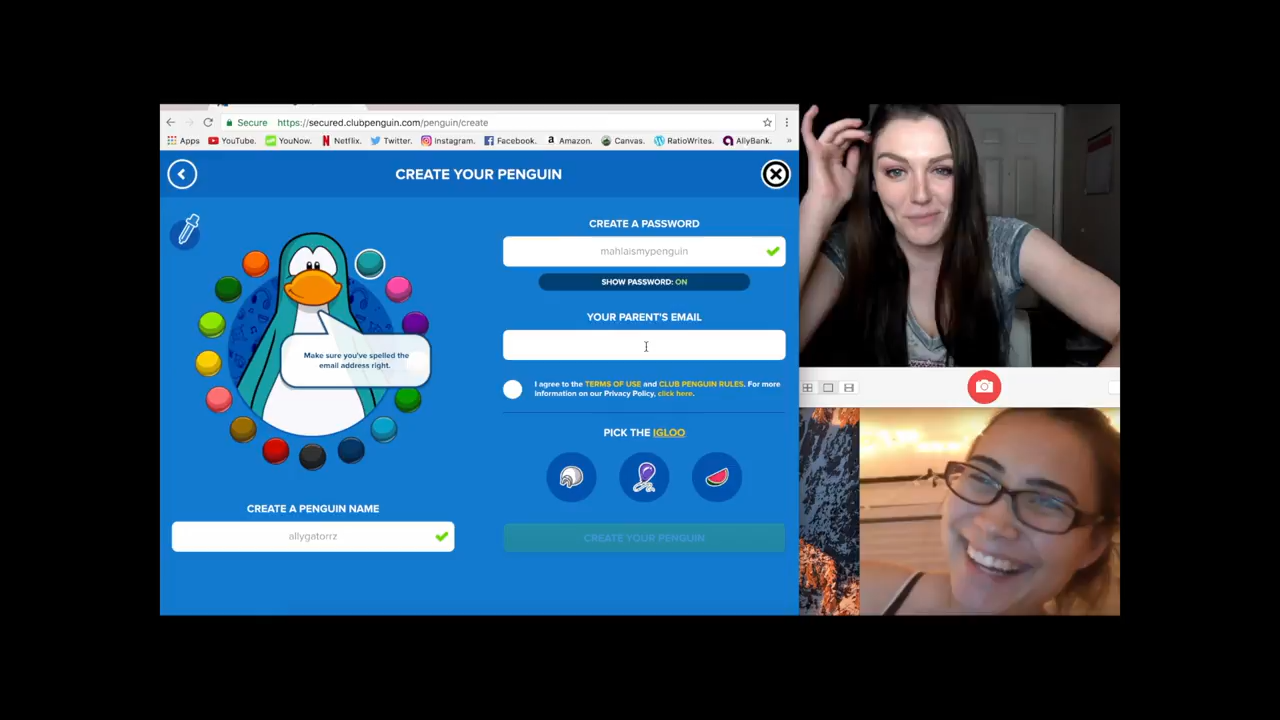 Secure https://secured.clubpenguin.com/penguin/create
Apps YouTube. YouNow. Netflix. Twitter. Instagram. Facebook. Amazon. Canvas. RatioWrites. AllyBank. »
CREATE YOUR PENGUIN
CREATE A PASSWORD
mahlaismypenguin
SHOW PASSWORD: ON
YOUR PARENT'S EMAIL
Make sure you've spelled the
email address right.
I agree to the TERMS OF USE and CLUB PENGUIN RULES. For more
information on our Privacy Policy, click here.
PICK THE IGLOO
CREATE A PENGUIN NAME
allygatorrz
CREATE YOUR PENGUIN